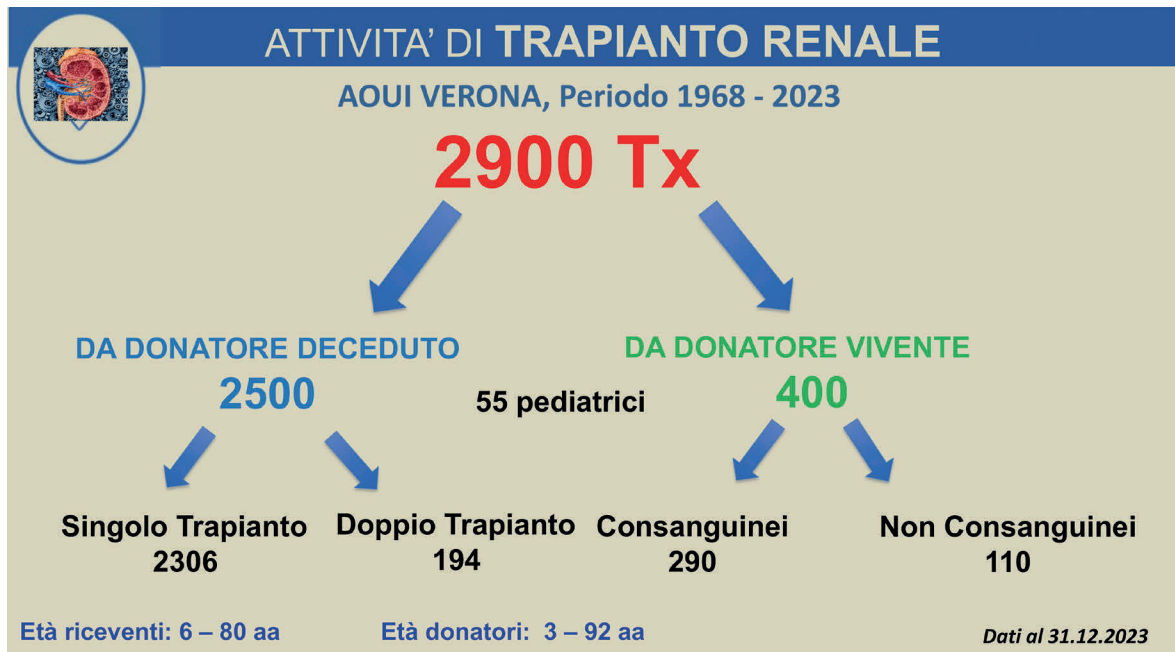 ATTIVITA' DI TRAPIANTO RENALE
AOUI VERONA, Periodo 1968 - 2023
2900 Tx
DA DONATORE DECEDUTO
2500
DA DONATORE VIVENTE
400
55 pediatrici
Singolo Trapianto
2306
Doppio Trapianto
194
Consanguinei
290
Non Consanguinei
110
Età riceventi: 6 – 80 aa
Età donatori: 3 – 92 aa
Dati al 31.12.2023